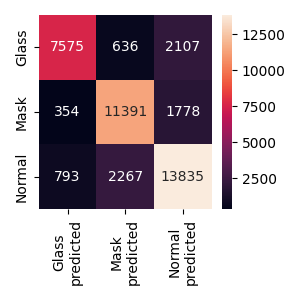 Glass 7575 636 2107
Mask 354 11391 1778
Normal 793 2267 13835
Glass
predicted
Mask
predicted
Normal
predicted
12500
10000
7500
5000
2500